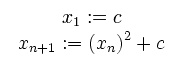 x₁ := c
xₙ₊₁ := (xₙ)² + c